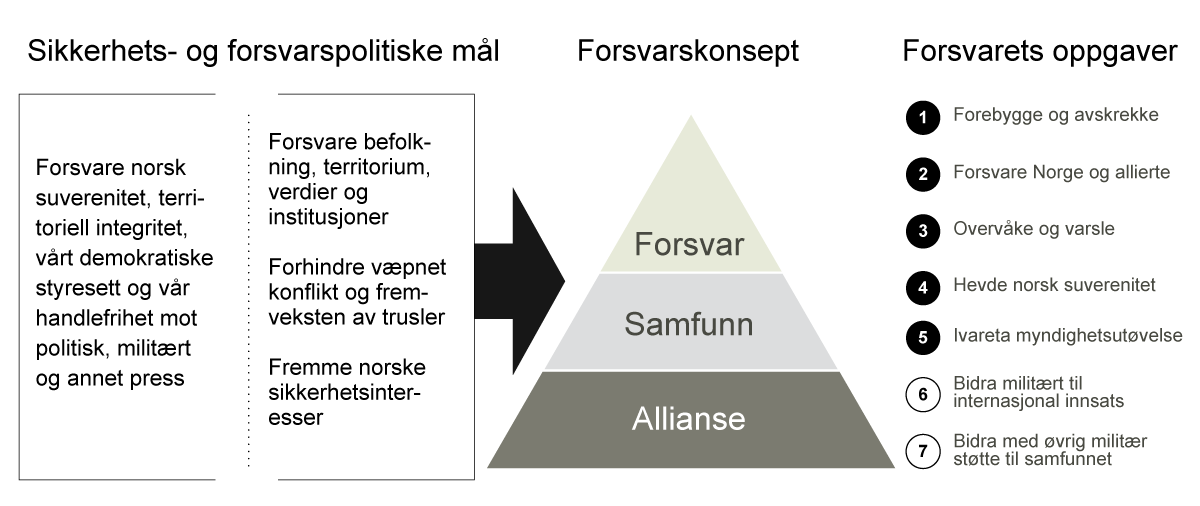 Sikkerhets- og forsvarspolitiske mål
Forsvare norsk
suverenitet, terri-
toriell integritet,
vårt demokratiske
styresett og vår
handlefrihet mot
politisk, militært
og annet press
Forsvare befolk-
ning, territorium,
verdier og
institusjoner
Forhindre væpnet
konflikt og frem-
veksten av trusler
Fremme norske
sikkerhetsinter-
esser
Forsvarskonsept
Forsvar
Samfunn
Allianse
Forsvarets oppgaver
1 Forebygge og avskrekke
2 Forsvare Norge og allierte
3 Overvåke og varsle
4 Hevde norsk suverenitet
5 Ivareta myndighetsutøvelse
6 Bidra militært til
internasjonal innsats
7 Bidra med øvrig militær
støtte til samfunnet